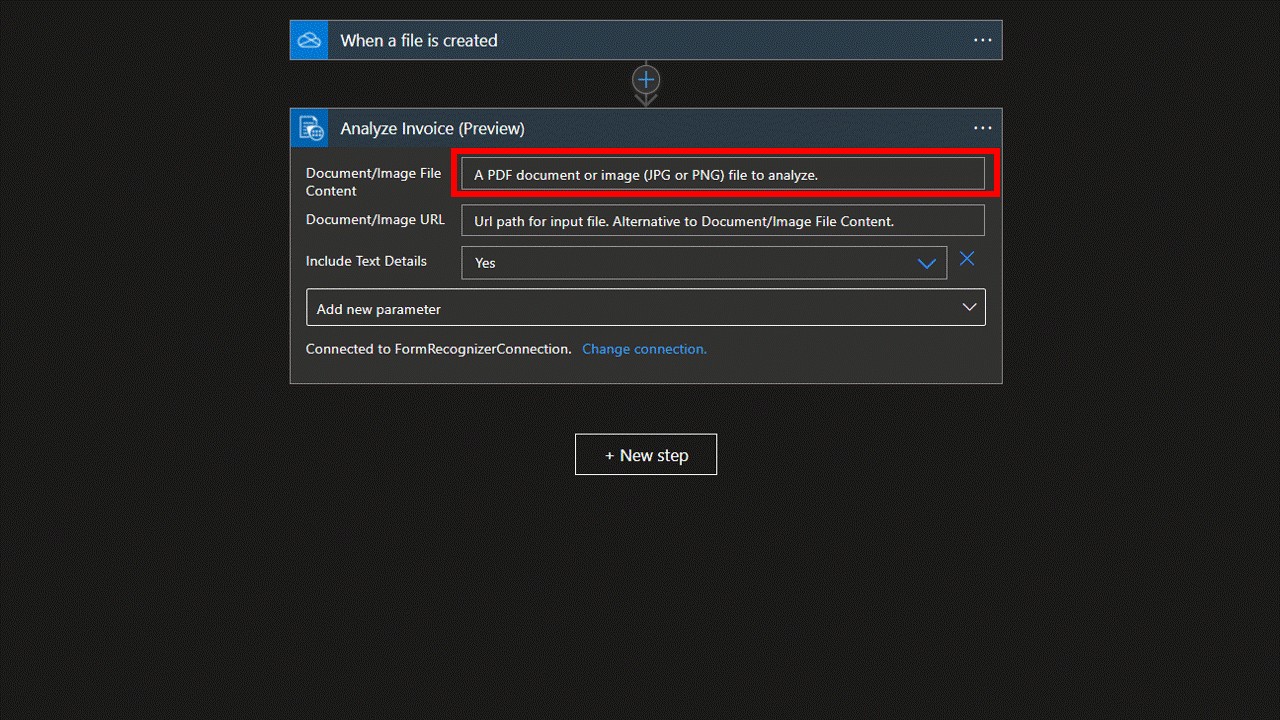 When a file is created
Analyze Invoice (Preview)
Document/Image File
Content
A PDF document or image (JPG or PNG) file to analyze.
Document/Image URL
Url path for input file. Alternative to Document/Image File Content.
Include Text Details
Yes
Add new parameter
Connected to FormRecognizerConnection. Change connection.
+ New step